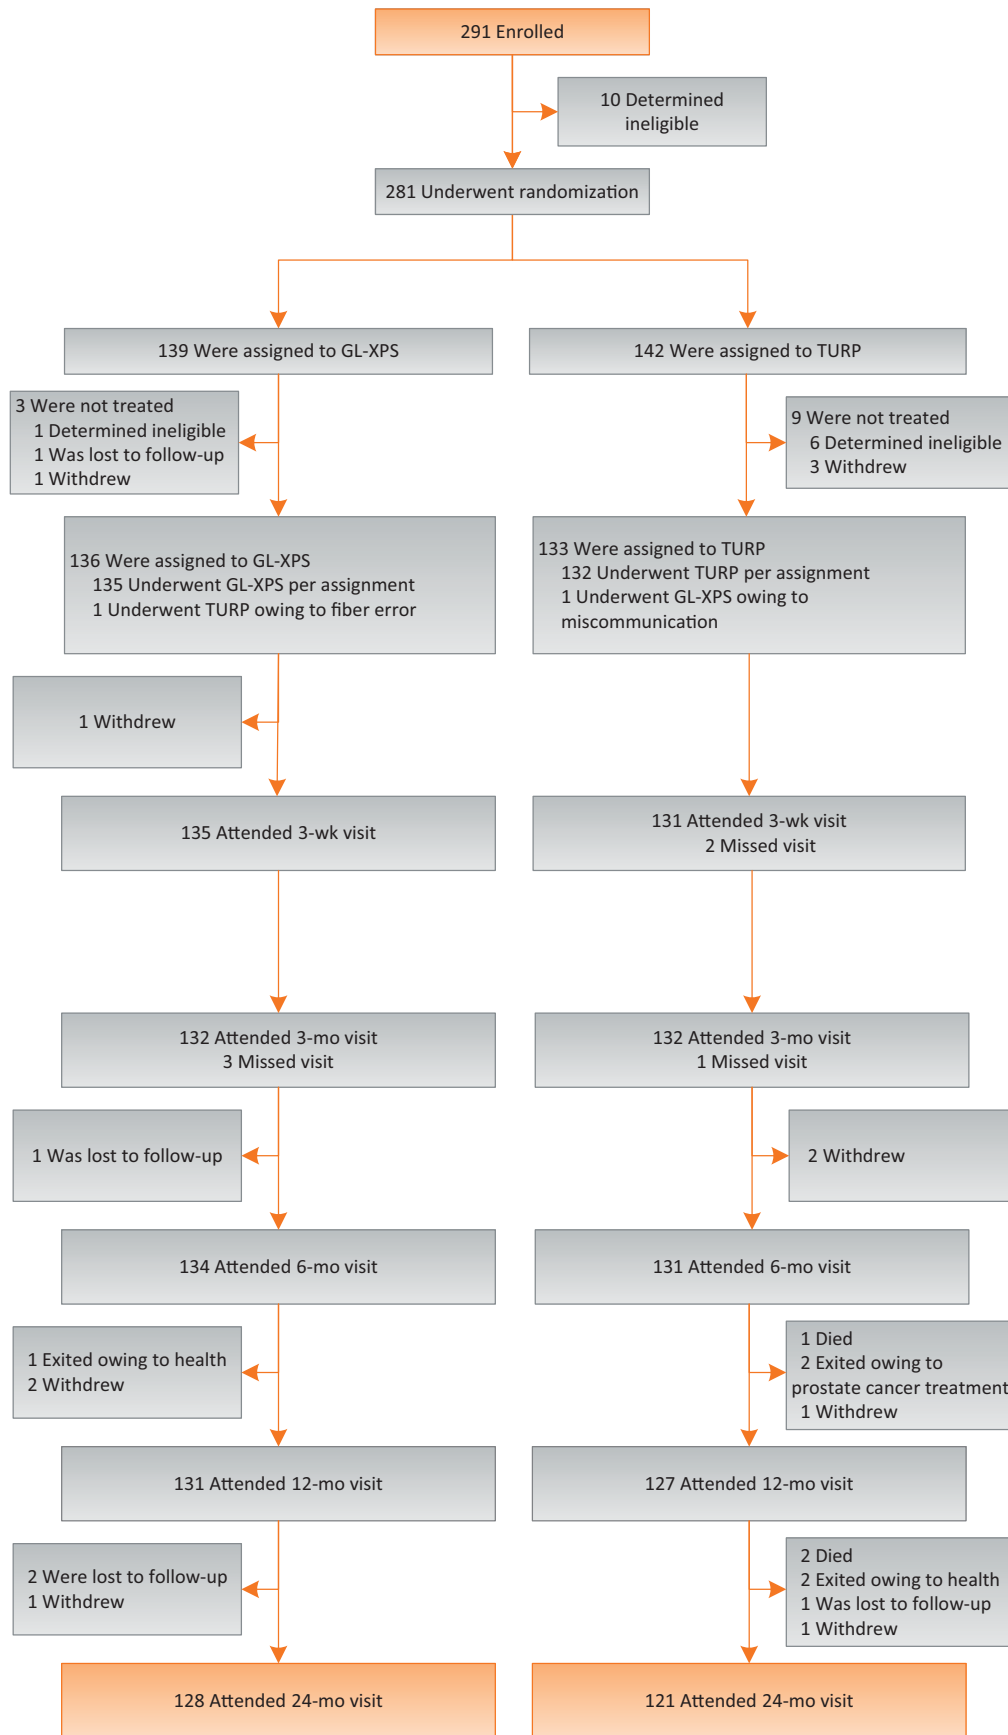 291 Enrolled
10 Determined
ineligible
281 Underwent randomization
139 Were assigned to GL-XPS
142 Were assigned to TURP
3 Were not treated
1 Determined ineligible
1 Was lost to follow-up
1 Withdrew
9 Were not treated
6 Determined ineligible
3 Withdrew
136 Were assigned to GL-XPS
135 Underwent GL-XPS per assignment
1 Underwent TURP owing to fiber error
133 Were assigned to TURP
132 Underwent TURP per assignment
1 Underwent GL-XPS owing to
miscommunication
1 Withdrew
135 Attended 3-wk visit
131 Attended 3-wk visit
2 Missed visit
132 Attended 3-mo visit
3 Missed visit
132 Attended 3-mo visit
1 Missed visit
1 Was lost to follow-up
2 Withdrew
134 Attended 6-mo visit
131 Attended 6-mo visit
1 Exited owing to health
2 Withdrew
1 Died
2 Exited owing to
prostate cancer treatment
1 Withdrew
131 Attended 12-mo visit
127 Attended 12-mo visit
2 Were lost to follow-up
1 Withdrew
2 Died
2 Exited owing to health
1 Was lost to follow-up
1 Withdrew
128 Attended 24-mo visit
121 Attended 24-mo visit